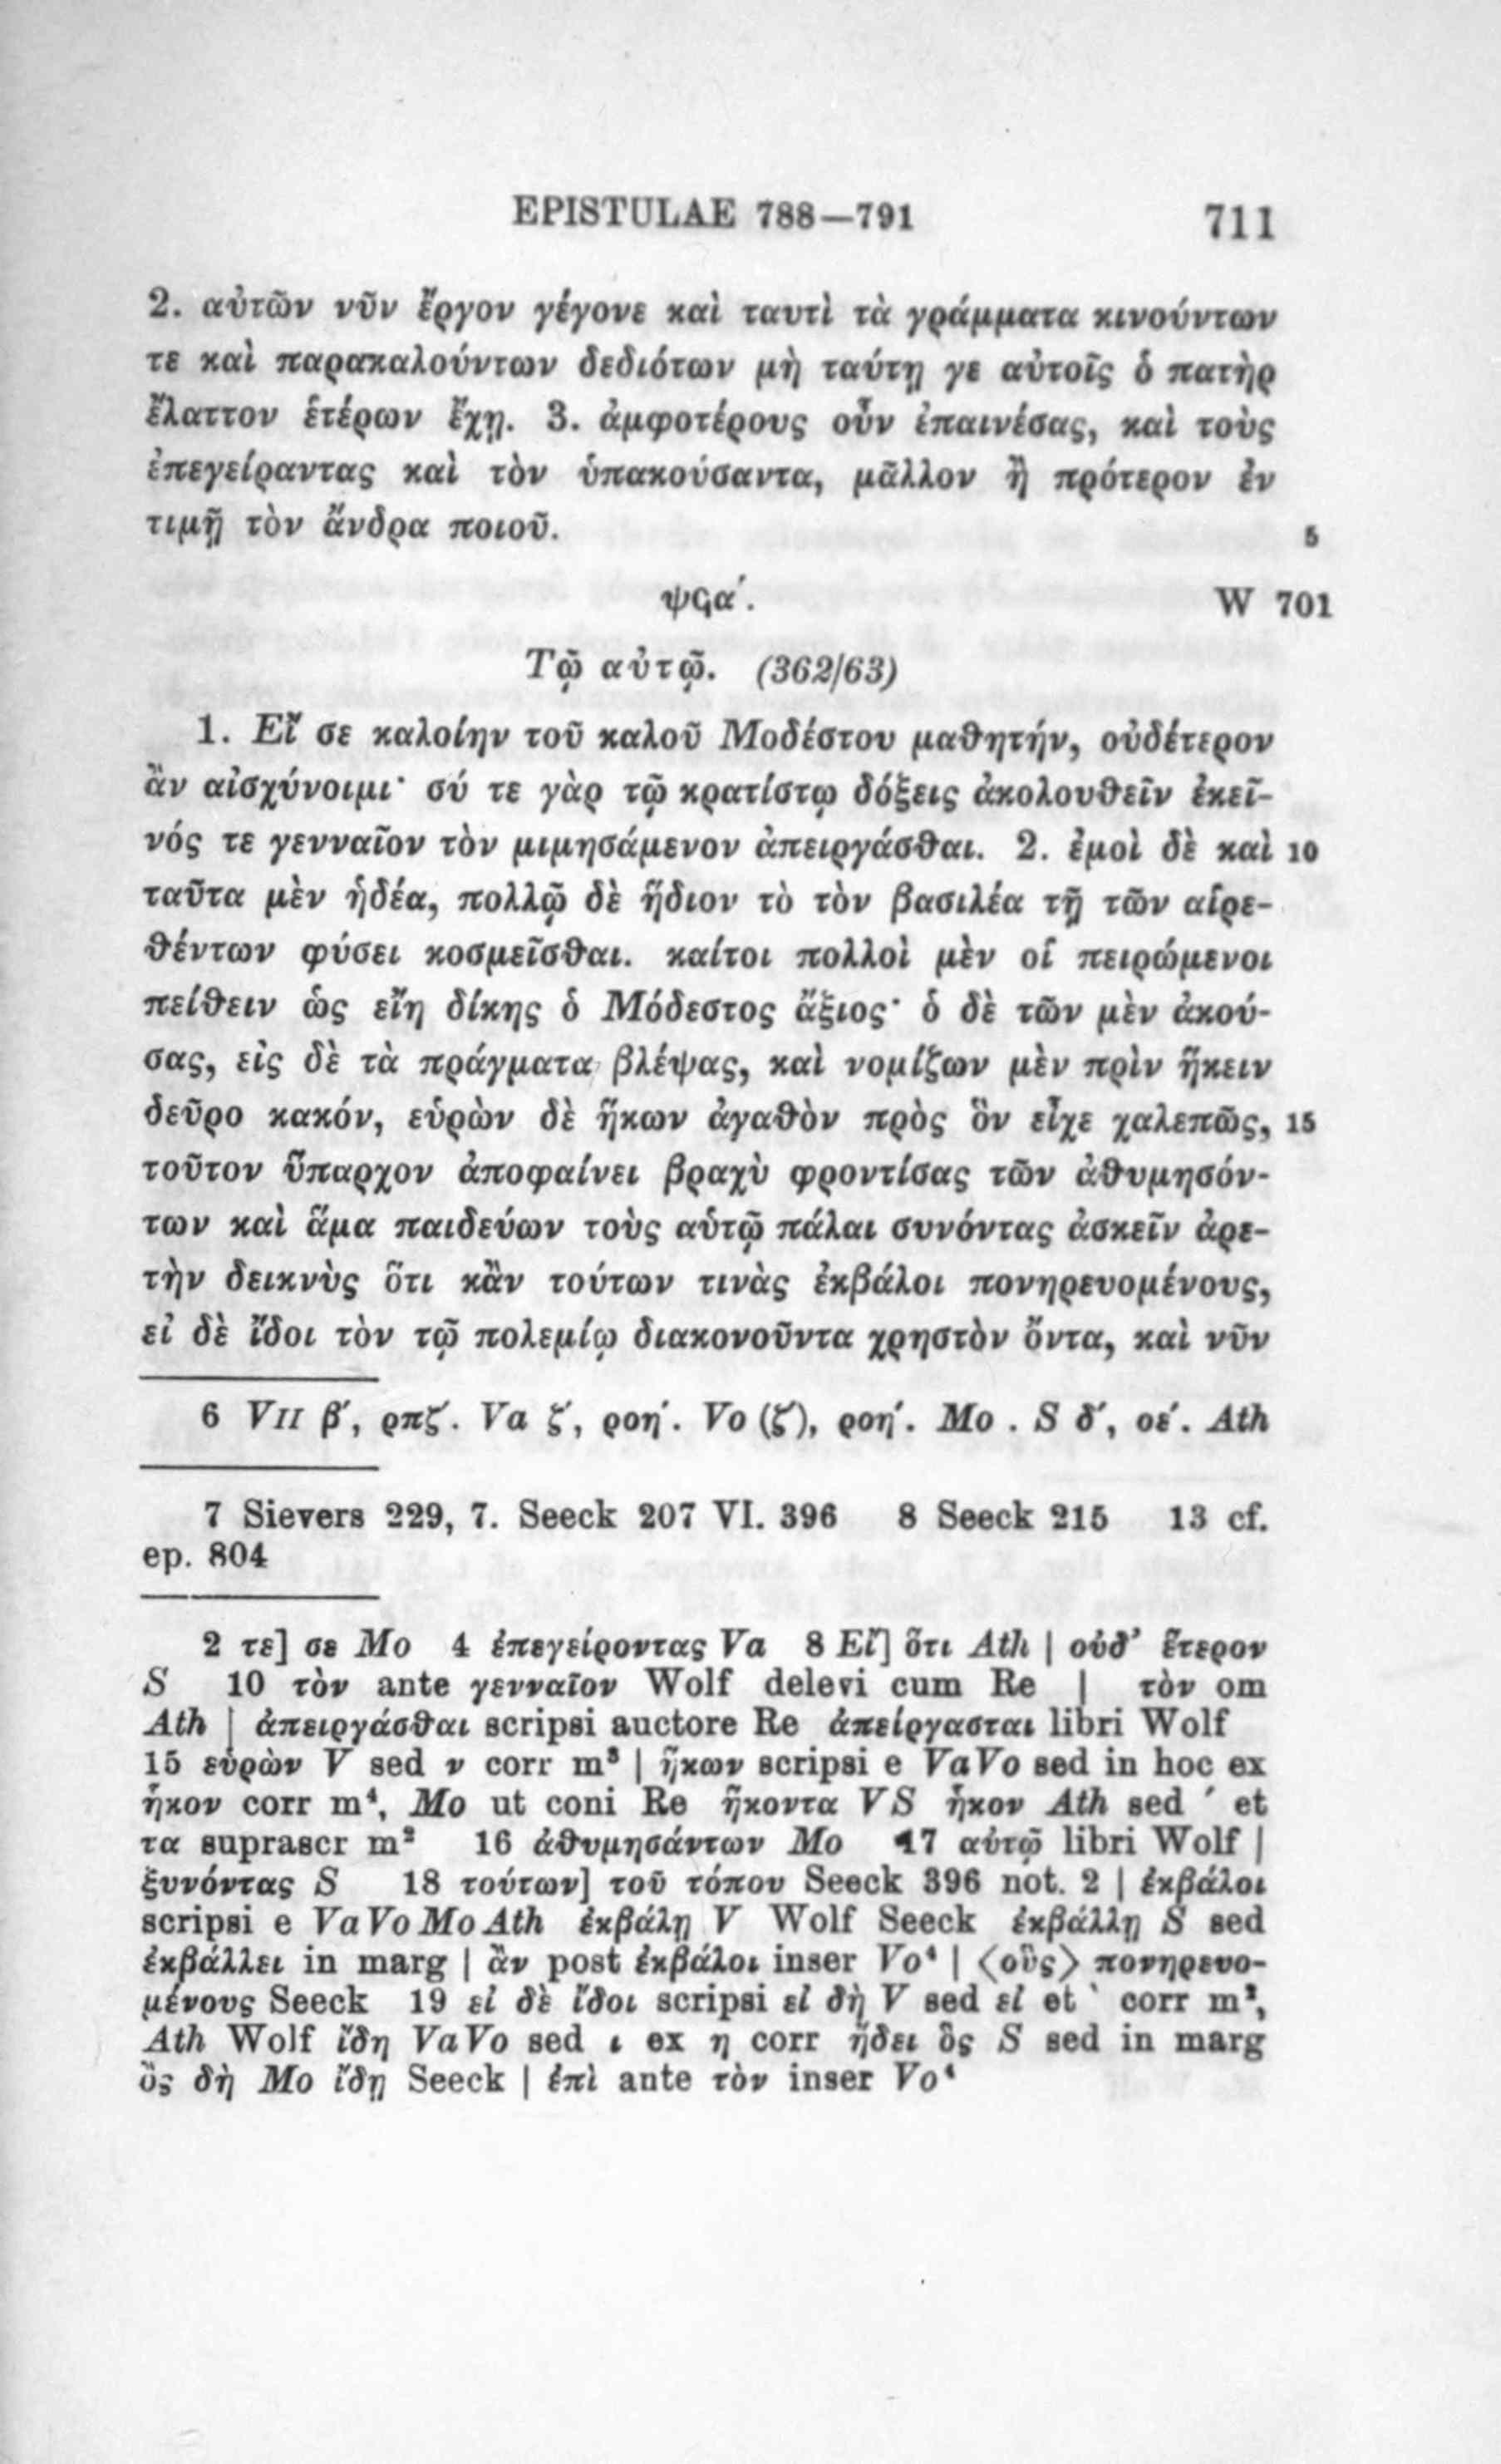 EPISTULAE 788—791 711
2. αὐτῶν νῦν ἔργον γέγονε καὶ ταυτὶ τὰ γράμματα κινούντων
τε καὶ παρακαλούντων δεδιότων μὴ ταύτῃ γε αὐτοῖς ὁ πατὴρ
ἔλαττον ἑτέρων ἔχῃ. 3. ἀμφοτέρους οὖν ἐπαινέσας, καὶ τοὺς
ἐπεγείραντας καὶ τὸν ὑπακούσαντα, μᾶλλον ἢ πρότερον ἐν
τιμῇ τὸν ἄνδρα ποιοῦ. 5
ψϟα΄. W 701
Τῷ αὐτῷ. (362/63)
1. Εἴ σε καλοίην τοῦ καλοῦ Μοδέστου μαθητήν, οὐδέτερον
ἂν αἰσχύνοιμι· σύ τε γὰρ τῷ κρατίστῳ δόξεις ἀκολουθεῖν ἐκεῖ-
νός τε γενναῖον τὸν μιμησάμενον ἀπειργάσθαι. 2. ἐμοὶ δὲ καὶ 10
ταῦτα μὲν ἡδέα, πολλῷ δὲ ἥδιον τὸ τὸν βασιλέα τῇ τῶν αἱρε-
θέντων φύσει κοσμεῖσθαι. καίτοι πολλοὶ μὲν οἱ πειρώμενοι
πείθειν ὡς εἴη δίκης ὁ Μόδεστος ἄξιος· ὁ δὲ τῶν μὲν ἀκού-
σας, εἰς δὲ τὰ πράγματα βλέψας, καὶ νομίζων μὲν πρὶν ἥκειν
δεῦρο κακόν, εὑρὼν δὲ ἥκων ἀγαθὸν πρὸς ὃν εἶχε χαλεπῶς, 15
τοῦτον ὕπαρχον ἀποφαίνει βραχὺ φροντίσας τῶν ἀθυμησόν-
των καὶ ἅμα παιδεύων τοὺς αὑτῷ πάλαι συνόντας ἀσκεῖν ἀρε-
τὴν δεικνὺς ὅτι κἂν τούτων τινὰς ἐκβάλοι πονηρευομένους,
εἰ δὲ ἴδοι τὸν τῷ πολεμίῳ διακονοῦντα χρηστὸν ὄντα, καὶ νῦν
6 VII β΄, ρπζ΄. Va ζ΄, ροη΄. Vo (ζ΄), ροη΄. Mo . S δ΄, οε΄. Ath
7 Sievers 229, 7. Seeck 207 VI. 396 8 Seeck 215 13 cf.
ep. 804
2 τε] σε Mo 4 ἐπεγείροντας Va 8 Εἴ] ὅτι Ath | οὐδ’ ἕτερον
S 10 τὸν ante γενναῖον Wolf delevi cum Re | τὸν om
Ath | ἀπειργάσθαι scripsi auctore Re ἀπείργασται libri Wolf
15 εὑρὼν V sed ν corr m³ | ἥκων scripsi e VaVo sed in hoc ex
ἧκον corr m⁴, Mo ut coni Re ἥκοντα VS ἧκον Ath sed ΄ et
τα suprascr m² 16 ἀθυμησάντων Mo 17 αὐτῷ libri Wolf |
ξυνόντας S 18 τούτων] τοῦ τόπου Seeck 396 not. 2 | ἐκβάλοι
scripsi e VaVoMoAth ἐκβάλῃ V Wolf Seeck ἐκβάλλῃ S sed
ἐκβάλλει in marg | ἂν post ἐκβάλοι inser Vo⁴ | ⟨οὓς⟩ πονηρευο-
μένους Seeck 19 εἰ δὲ ἴδοι scripsi εἰ δὴ V sed εἰ et ` corr m²,
Ath Wolf ἴδη VaVo sed ι ex η corr ᾔδει ὃς S sed in marg
ὃς δὴ Mo ἴδῃ Seeck | ἐπὶ ante τὸν inser Vo⁴